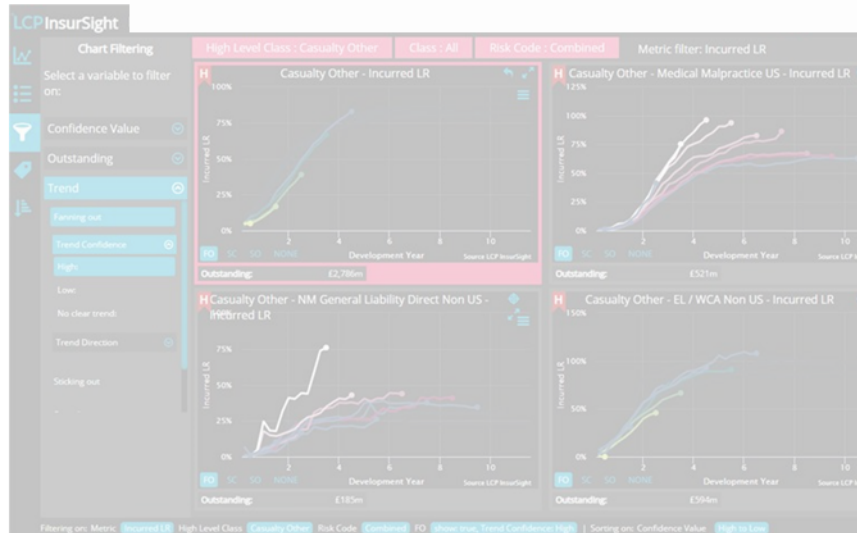 LCP InsurSight
Chart Filtering
Select a variable to filter
on:
Confidence Value
Outstanding
Trend
Fanning out
Trend Confidence
High:
Low:
No clear trend:
Trend Direction
Sticking out
High Level Class : Casualty Other
Class : All
Risk Code : Combined
Metric filter: Incurred LR
H
Casualty Other - Incurred LR
100%
75%
50%
25%
0%
Incurred LR
2 4 6 8 10
FO SC SO NONE
Development Year
Source LCP InsurSight
Outstanding: £2,786m
H
Casualty Other - Medical Malpractice US - Incurred LR
125%
100%
75%
50%
25%
0%
Incurred LR
2 4 6 8 10
FO SC SO NONE
Development Year
Source LCP InsurSi
Outstanding: £521m
H
Casualty Other - NM General Liability Direct Non US -
Incurred LR
100%
75%
50%
25%
0%
Incurred LR
2 4 6 8 10
FO SC SO NONE
Development Year
Source LCP InsurSight
Outstanding: £185m
H
Casualty Other - EL / WCA Non US - Incurred LR
150%
100%
50%
0%
Incurred LR
2 4 6 8 10
FO SC SO NONE
Development Year
Source LCP InsurSi
Outstanding: £594m
Filtering on: Metric Incurred LR High Level Class Casualty Other Risk Code Combined FO show: true, Trend Confidence: High | Sorting on: Confidence Value High to Low